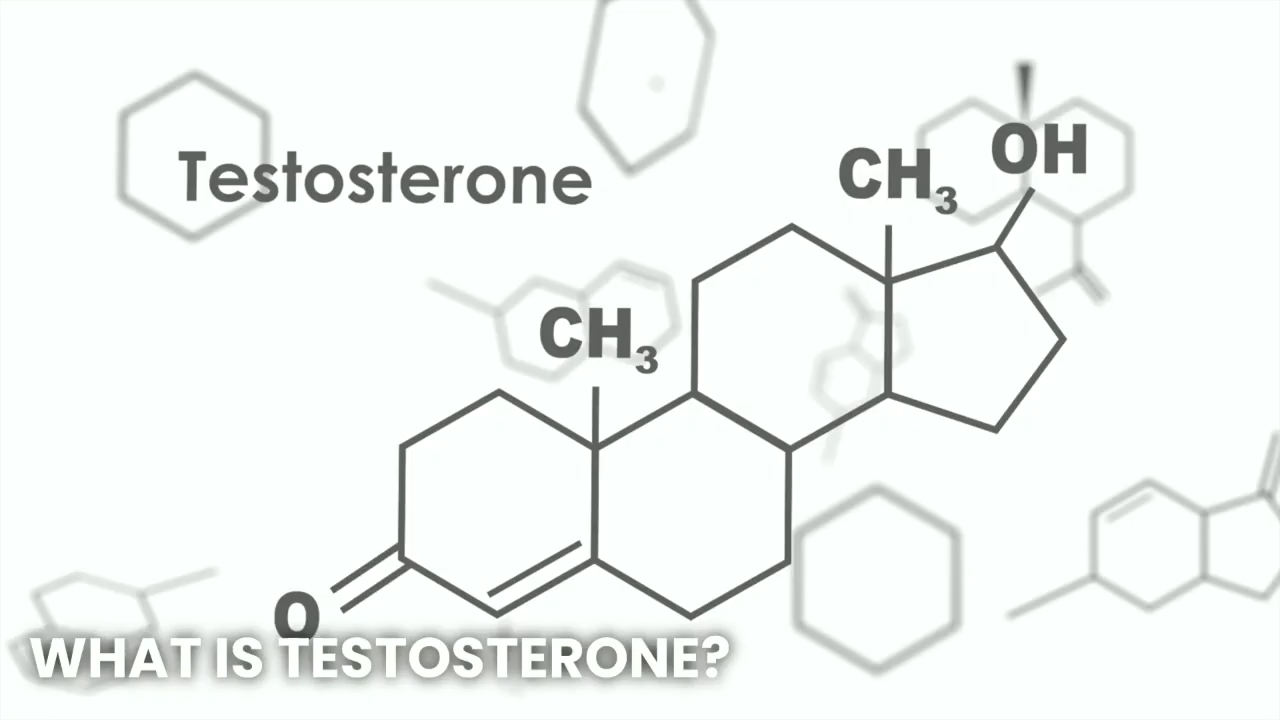 Testosterone
CH₃
OH
CH₃
O
WHAT IS TESTOSTERONE?